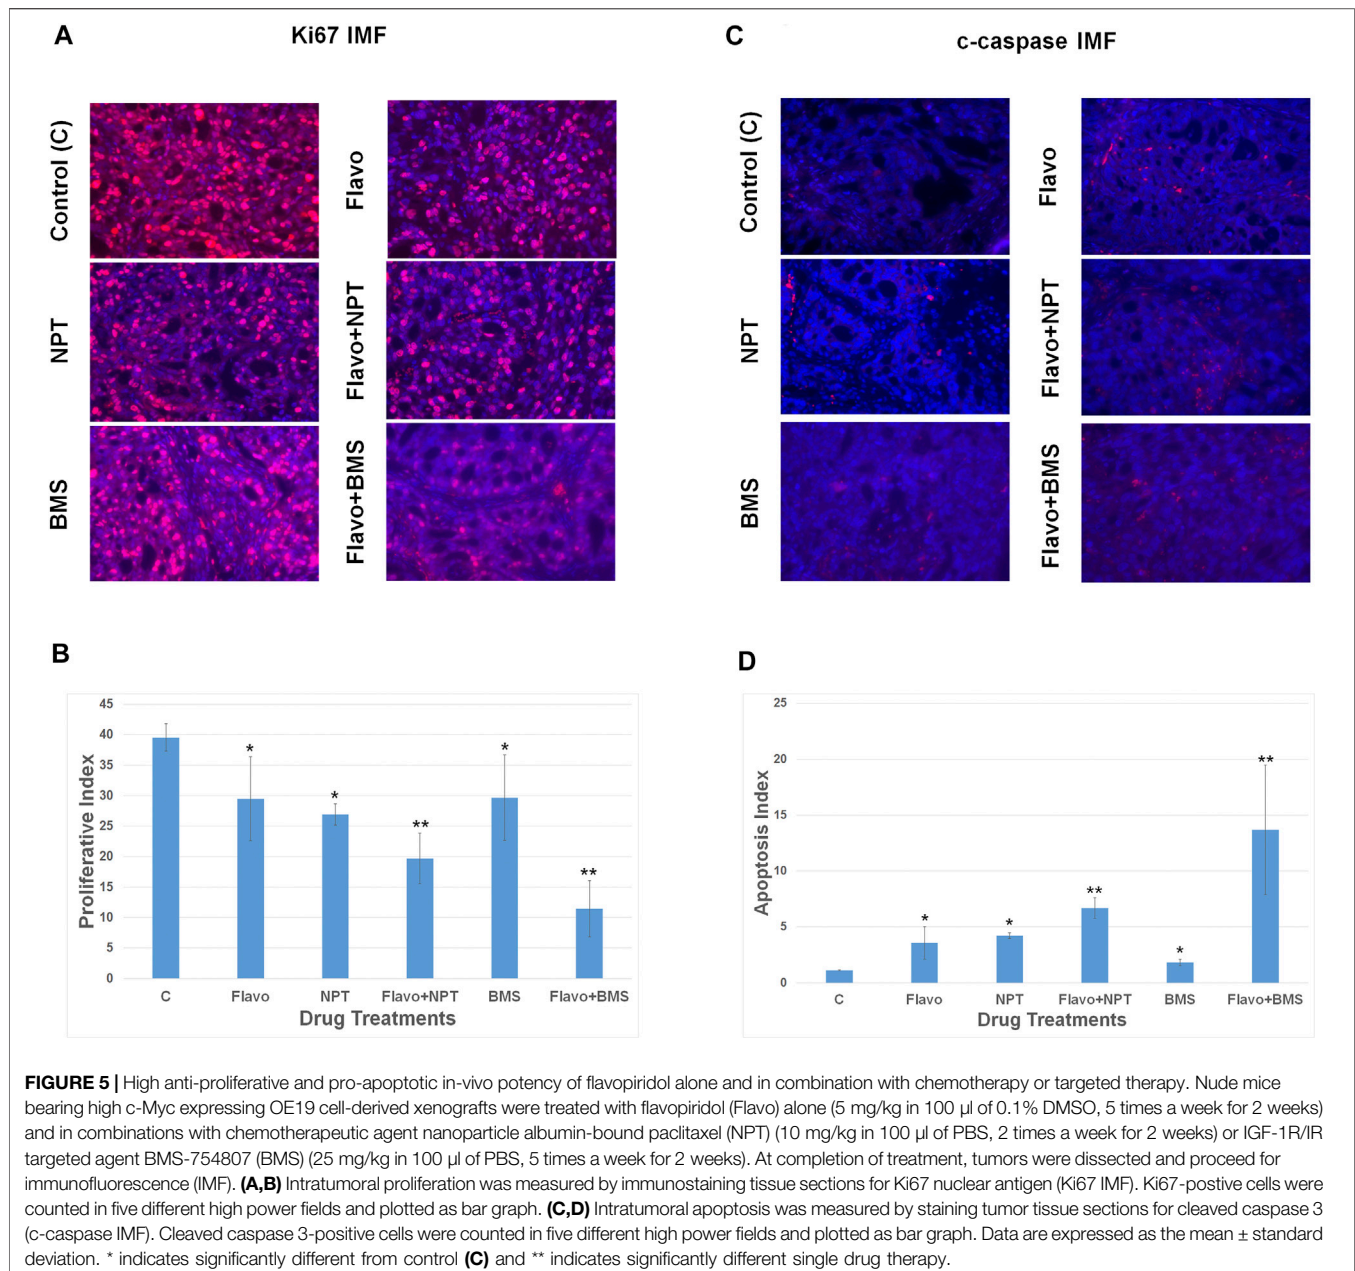 A
Ki67 IMF
Control (C)
Flavo
NPT
Flavo+NPT
BMS
Flavo+BMS
C
c-caspase IMF
Control (C)
Flavo
NPT
Flavo+NPT
BMS
Flavo+BMS
B
Proliferative Index
45
40
35
30
25
20
15
10
5
0
*
*
**
*
**
C Flavo NPT Flavo+NPT BMS Flavo+BMS
Drug Treatments
D
Apoptosis Index
25
20
15
10
5
0
*
*
**
*
**
C Flavo NPT Flavo+NPT BMS Flavo+BMS
Drug Treatments
FIGURE 5 | High anti-proliferative and pro-apoptotic in-vivo potency of flavopiridol alone and in combination with chemotherapy or targeted therapy. Nude mice
bearing high c-Myc expressing OE19 cell-derived xenografts were treated with flavopiridol (Flavo) alone (5 mg/kg in 100 µl of 0.1% DMSO, 5 times a week for 2 weeks)
and in combinations with chemotherapeutic agent nanoparticle albumin-bound paclitaxel (NPT) (10 mg/kg in 100 µl of PBS, 2 times a week for 2 weeks) or IGF-1R/IR
targeted agent BMS-754807 (BMS) (25 mg/kg in 100 µl of PBS, 5 times a week for 2 weeks). At completion of treatment, tumors were dissected and proceed for
immunofluorescence (IMF). (A,B) Intratumoral proliferation was measured by immunostaining tissue sections for Ki67 nuclear antigen (Ki67 IMF). Ki67-postive cells were
counted in five different high power fields and plotted as bar graph. (C,D) Intratumoral apoptosis was measured by staining tumor tissue sections for cleaved caspase 3
(c-caspase IMF). Cleaved caspase 3-positive cells were counted in five different high power fields and plotted as bar graph. Data are expressed as the mean ± standard
deviation. * indicates significantly different from control (C) and ** indicates significantly different single drug therapy.